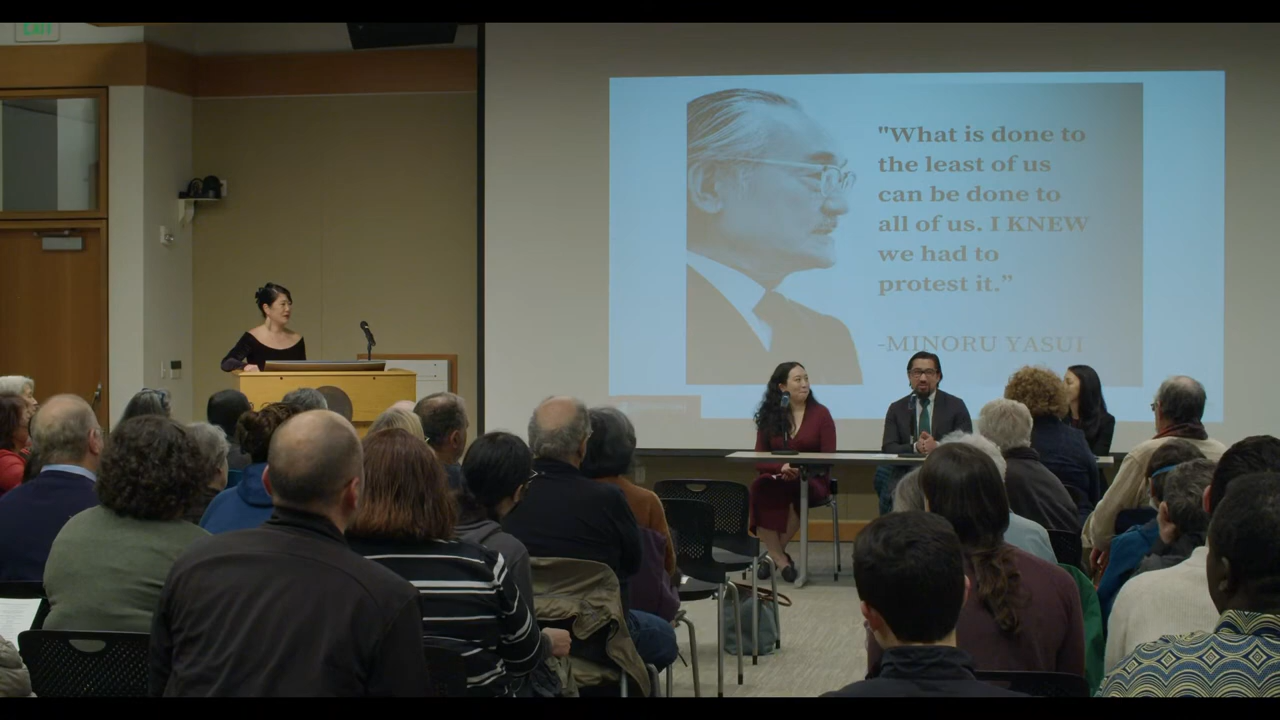 EXIT
"What is done to
the least of us
can be done to
all of us. I KNEW
we had to
protest it.”
-MINORU YASUI